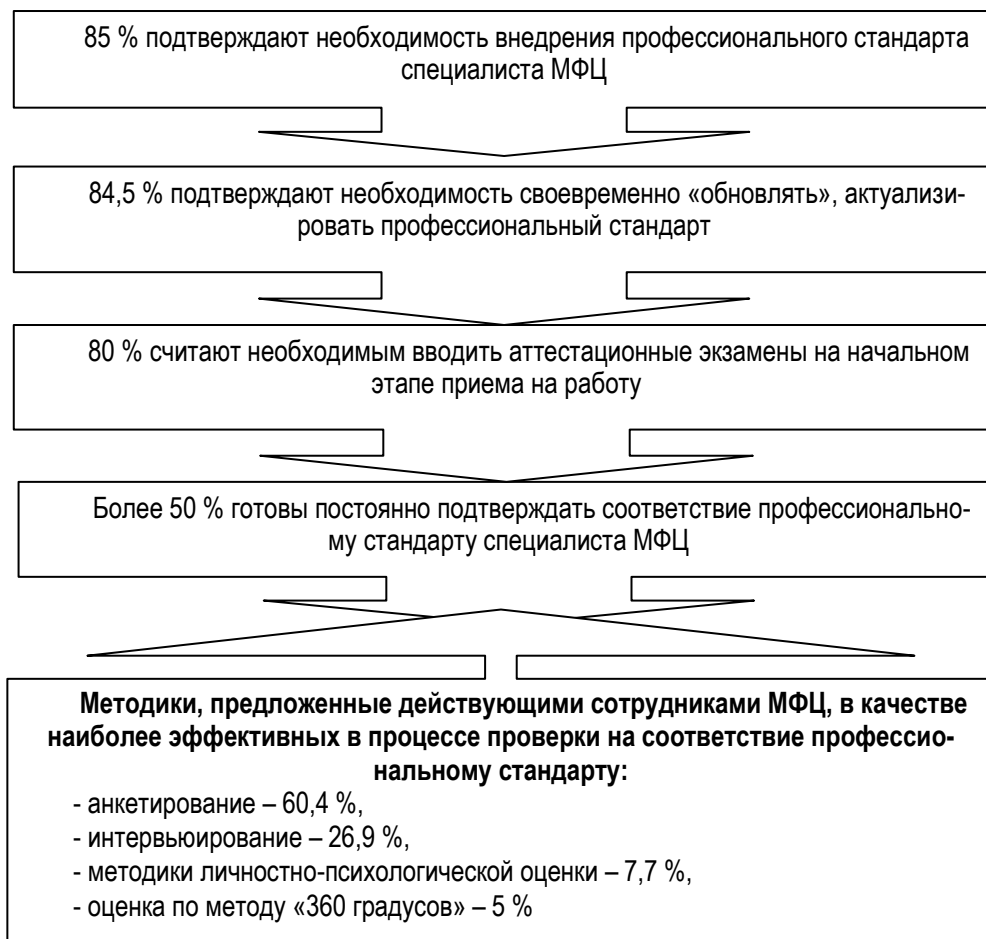 85 % подтверждают необходимость внедрения профессионального стандарта
специалиста МФЦ
84,5 % подтверждают необходимость своевременно «обновлять», актуализи-
ровать профессиональный стандарт
80 % считают необходимым вводить аттестационные экзамены на начальном
этапе приема на работу
Более 50 % готовы постоянно подтверждать соответствие профессионально-
му стандарту специалиста МФЦ
Методики, предложенные действующими сотрудниками МФЦ, в качестве
наиболее эффективных в процессе проверки на соответствие профессио-
нальному стандарту:
- анкетирование – 60,4 %,
- интервьюирование – 26,9 %,
- методики личностно-психологической оценки – 7,7 %,
- оценка по методу «360 градусов» – 5 %